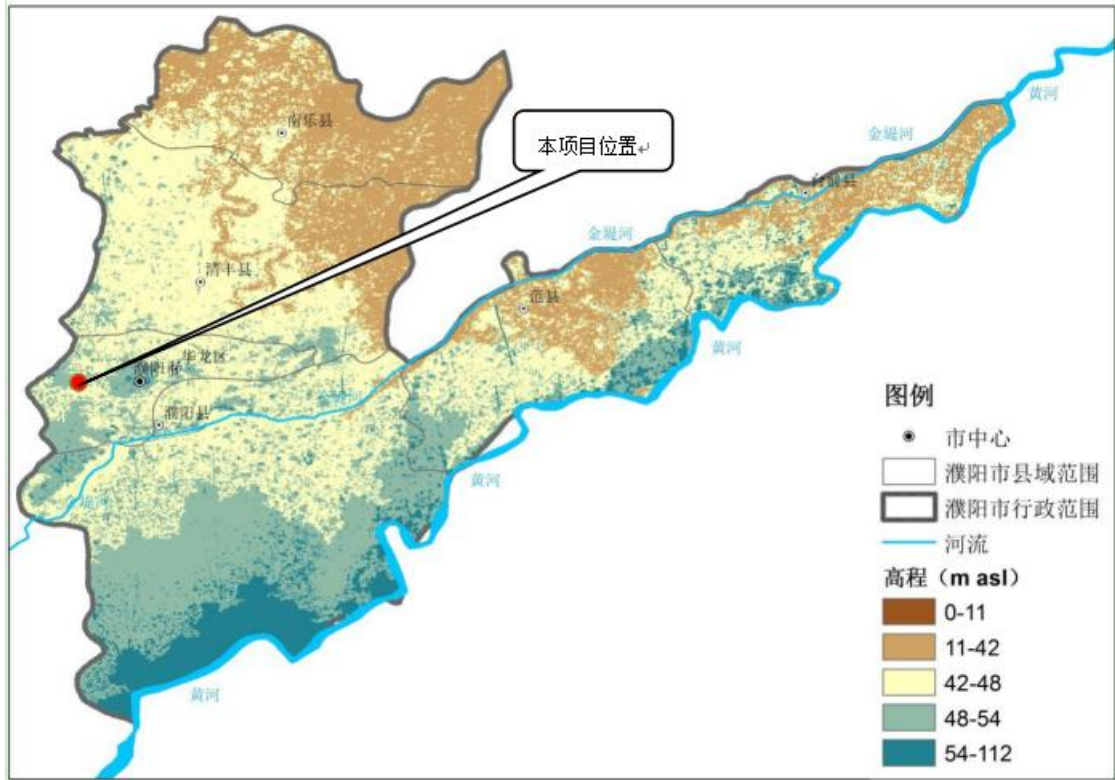 黄河
南乐县
本项目位置
金堤河
台前县
金堤河
清丰县
范县
黄河
华龙区
濮阳市
濮阳县
黄河
黄河
图例
市中心
濮阳市县域范围
濮阳市行政范围
河流
高程（m asl）
0-11
11-42
42-48
48-54
54-112